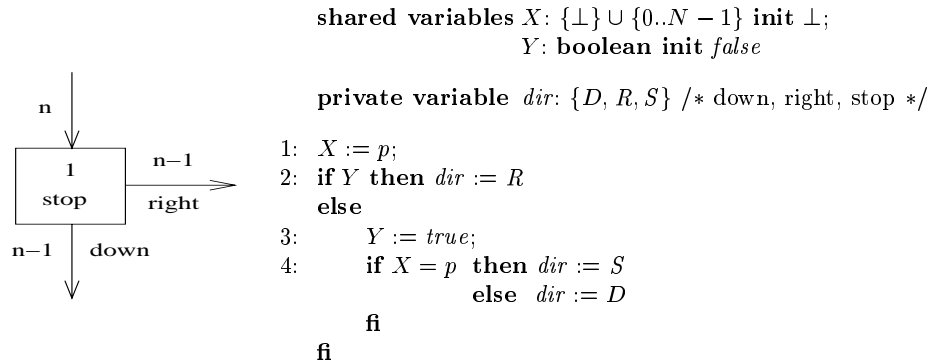 n
1
stop
n−1
right
n−1 down
shared variables X: {⊥} ∪ {0..N − 1} init ⊥;
Y: boolean init false
private variable dir: {D, R, S} /∗ down, right, stop ∗/
1: X := p;
2: if Y then dir := R
else
3: Y := true;
4: if X = p then dir := S
else dir := D
fi
fi